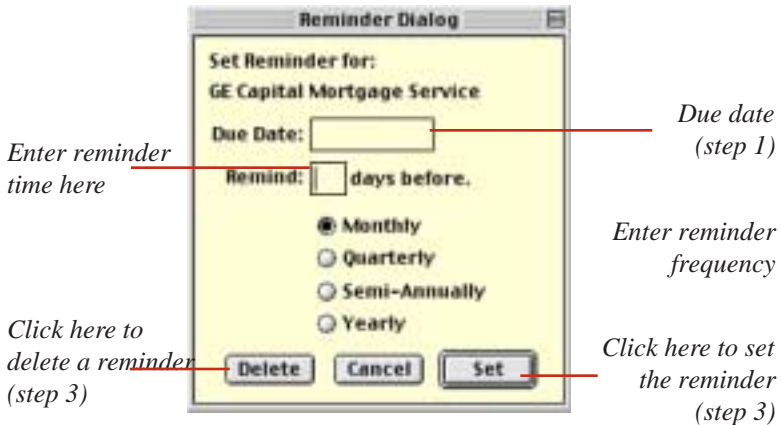 Reminder Dialog
Set Reminder for:
GE Capital Mortgage Service
Due Date:
Due date
(step 1)
Enter reminder
time here
Remind: days before.
Monthly
Enter reminder
frequency
Quarterly
Semi-Annually
Yearly
Click here to
delete a reminder
(step 3)
Delete Cancel Set
Click here to set
the reminder
(step 3)